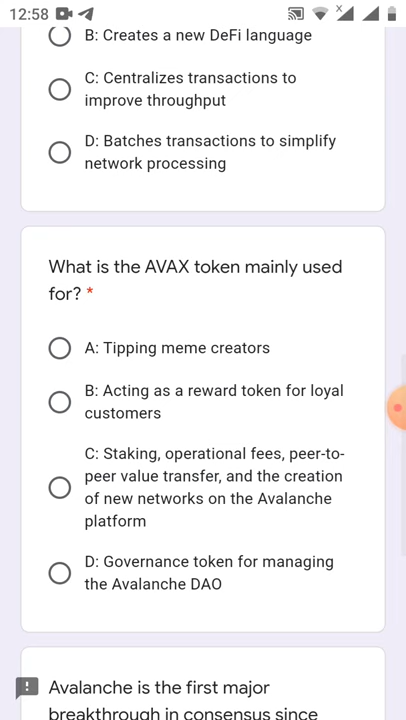 12:58
B: Creates a new DeFi language
C: Centralizes transactions to
improve throughput
D: Batches transactions to simplify
network processing
What is the AVAX token mainly used
for? *
A: Tipping meme creators
B: Acting as a reward token for loyal
customers
C: Staking, operational fees, peer-to-
peer value transfer, and the creation
of new networks on the Avalanche
platform
D: Governance token for managing
the Avalanche DAO
Avalanche is the first major
breakthrough in consensus since